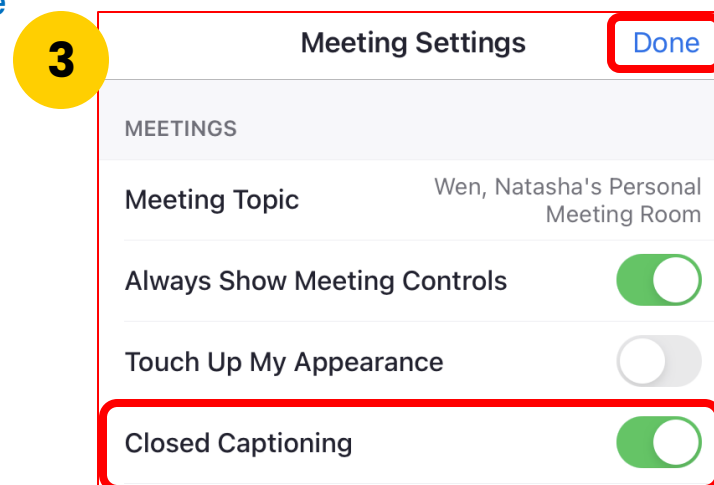 e
3
Meeting Settings
Done
MEETINGS
Meeting Topic
Wen, Natasha's Personal
Meeting Room
Always Show Meeting Controls
Touch Up My Appearance
Closed Captioning